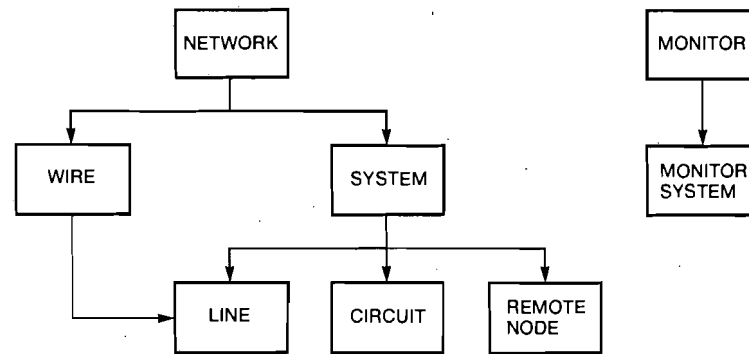 NETWORK
MONITOR
WIRE
SYSTEM
MONITOR
SYSTEM
LINE
CIRCUIT
REMOTE
NODE